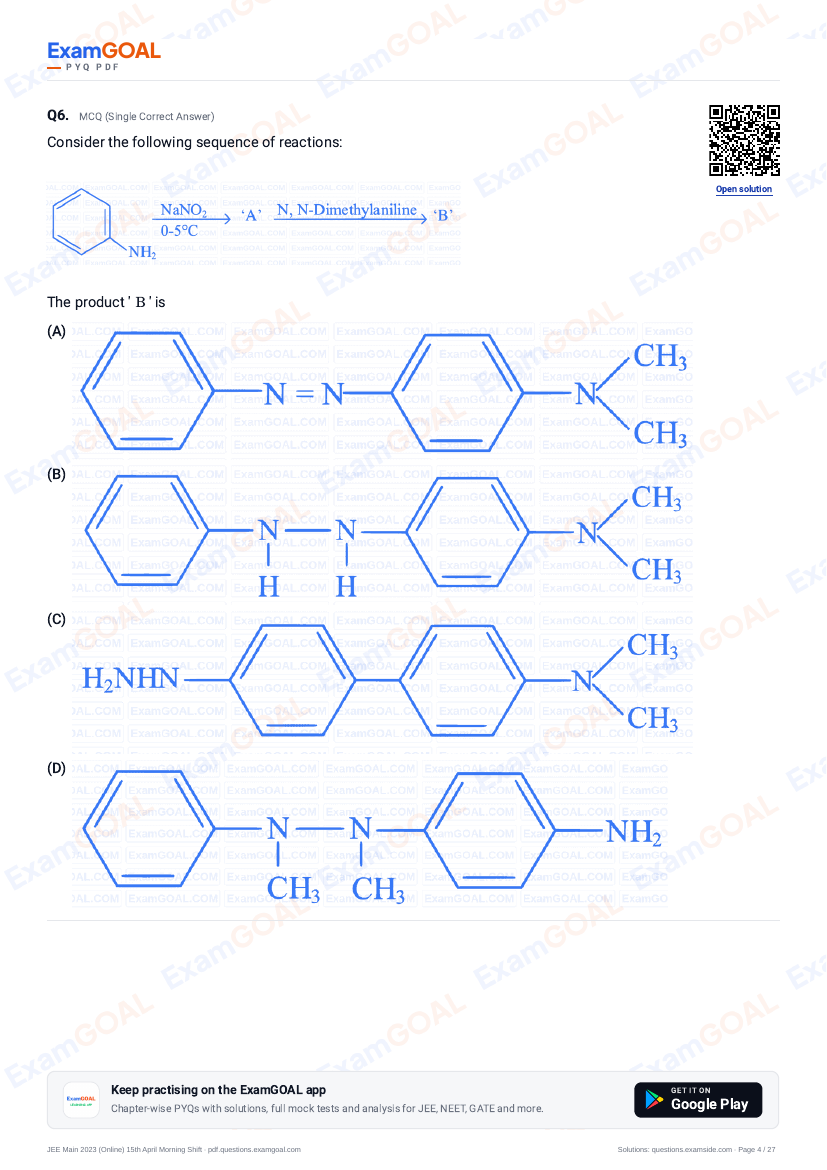 ExamGOAL
PYQ PDF
Q6. MCQ (Single Correct Answer)
Consider the following sequence of reactions:
Open solution
NaNO₂
0-5°C
'A'
N, N-Dimethylaniline
'B'
NH₂
The product ' B ' is
(A)
N = N
N
CH₃
CH₃
(B)
N
H
N
H
N
CH₃
CH₃
(C)
H₂NHN
N
CH₃
CH₃
(D)
N
CH₃
N
CH₃
NH₂
ExamGOAL
Keep practising on the ExamGOAL app
Chapter-wise PYQs with solutions, full mock tests and analysis for JEE, NEET, GATE and more.
GET IT ON
Google Play
JEE Main 2023 (Online) 15th April Morning Shift · pdf.questions.examgoal.com
Solutions: questions.examside.com · Page 4 / 27